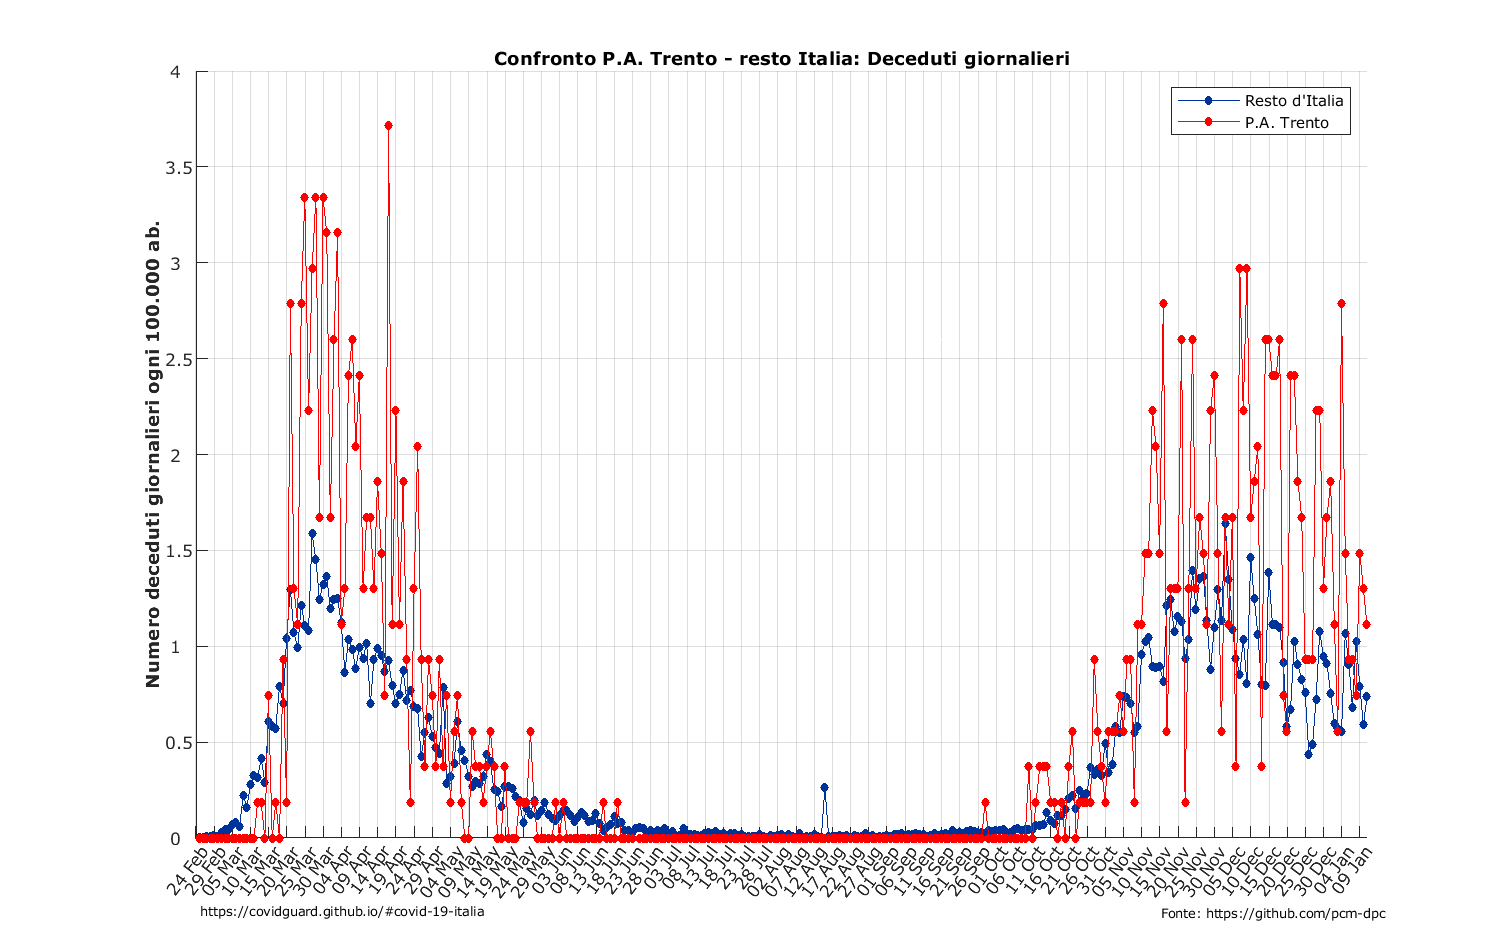 Confronto P.A. Trento - resto Italia: Deceduti giornalieri
Numero deceduti giornalieri ogni 100.000 ab.
4
3.5
3
2.5
2
1.5
1
0.5
0
Resto d'Italia
P.A. Trento
24 Feb
29 Feb
05 Mar
10 Mar
15 Mar
20 Mar
25 Mar
30 Mar
04 Apr
09 Apr
14 Apr
19 Apr
24 Apr
29 Apr
04 May
09 May
14 May
19 May
24 May
29 May
03 Jun
08 Jun
13 Jun
18 Jun
23 Jun
28 Jun
03 Jul
08 Jul
13 Jul
18 Jul
23 Jul
28 Jul
02 Aug
07 Aug
12 Aug
17 Aug
22 Aug
27 Aug
01 Sep
06 Sep
11 Sep
16 Sep
21 Sep
26 Sep
01 Oct
06 Oct
11 Oct
16 Oct
21 Oct
26 Oct
31 Oct
05 Nov
10 Nov
15 Nov
20 Nov
25 Nov
30 Nov
05 Dec
10 Dec
15 Dec
20 Dec
25 Dec
30 Dec
04 Jan
09 Jan
https://covidguard.github.io/#covid-19-italia
Fonte: https://github.com/pcm-dpc